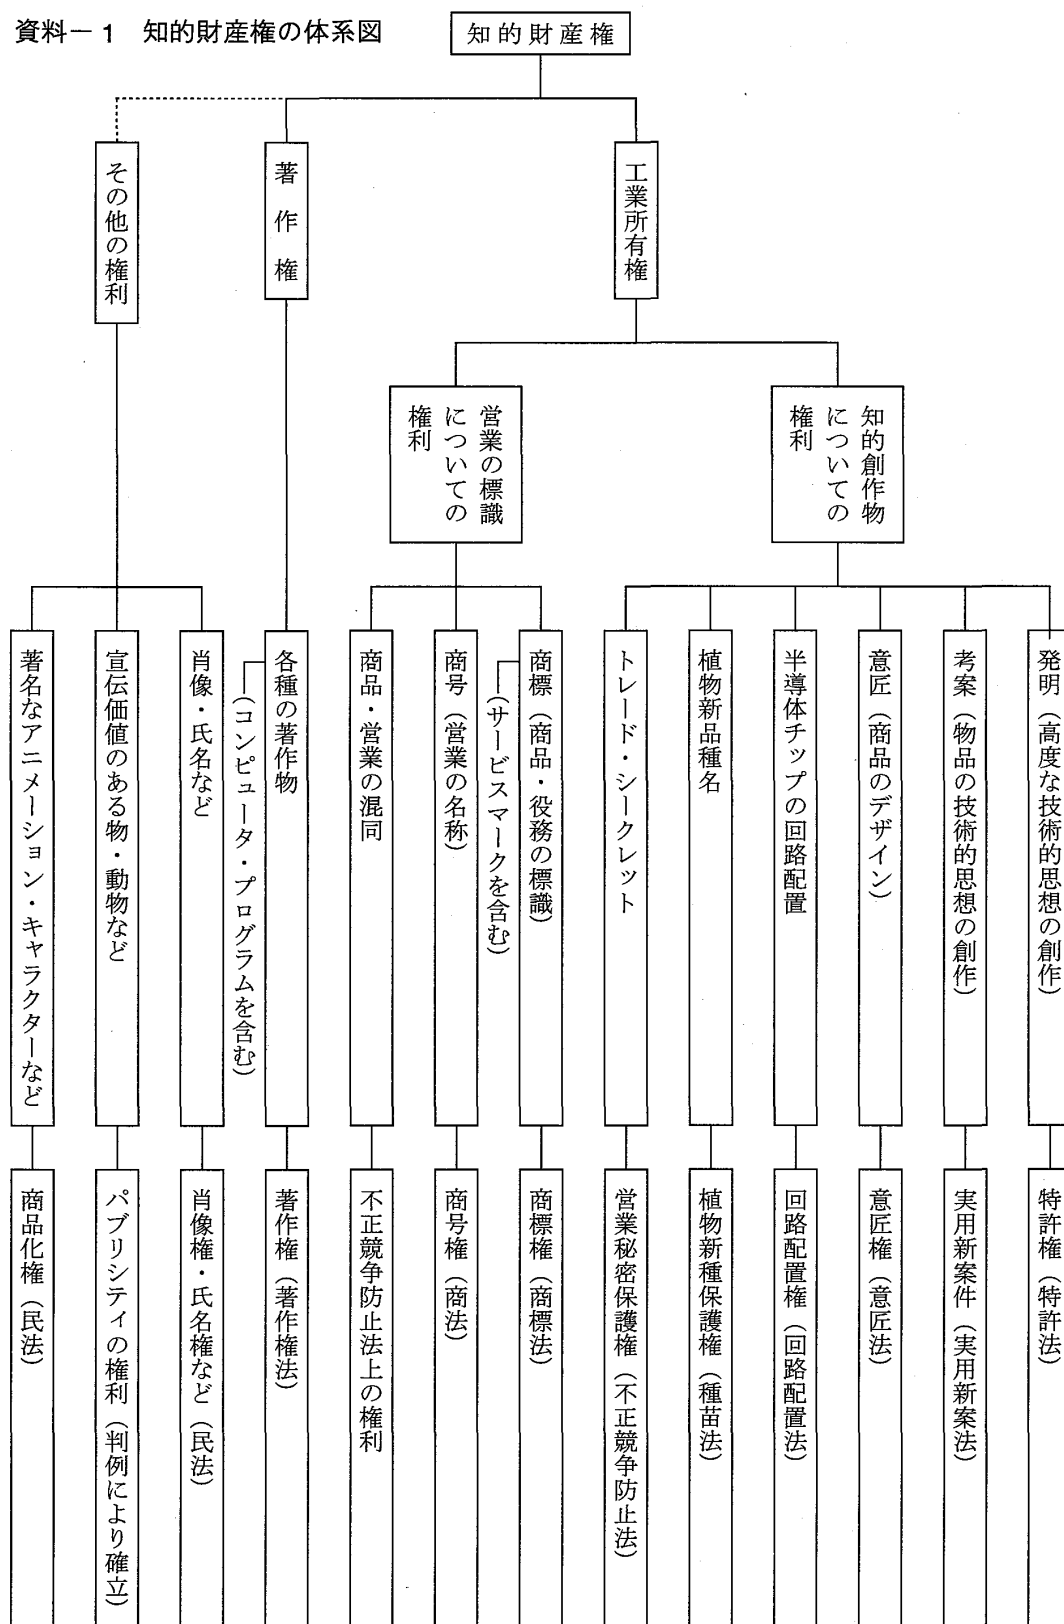 資料－1　知的財産権の体系図
知的財産権
工業所有権
著作権
その他の権利
知的創作物
についての
権利
営業の標識
についての
権利
発明（高度な技術的思想の創作）
考案（物品の技術的思想の創作）
意匠（商品のデザイン）
半導体チップの回路配置
植物新品種名
トレード・シークレット
商標（商品・役務の標識）
（サービスマークを含む）
商号（営業の名称）
商品・営業の混同
各種の著作物
（コンピュータ・プログラムを含む）
肖像・氏名など
宣伝価値のある物・動物など
著名なアニメーション・キャラクターなど
特許権（特許法）
実用新案件（実用新案法）
意匠権（意匠法）
回路配置権（回路配置法）
植物新種保護権（種苗法）
営業秘密保護権（不正競争防止法）
商標権（商標法）
商号権（商法）
不正競争防止法上の権利
著作権（著作権法）
肖像権・氏名権など（民法）
パブリシティの権利（判例により確立）
商品化権（民法）